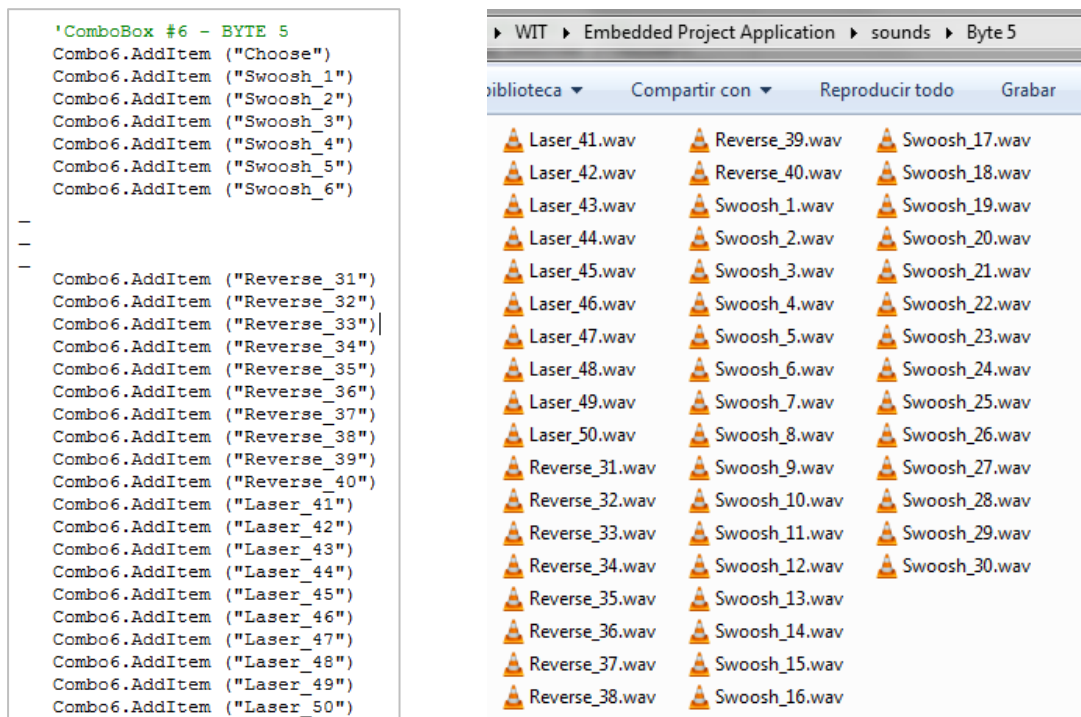 'ComboBox #6 - BYTE 5
Combo6.AddItem ("Choose")
Combo6.AddItem ("Swoosh_1")
Combo6.AddItem ("Swoosh_2")
Combo6.AddItem ("Swoosh_3")
Combo6.AddItem ("Swoosh_4")
Combo6.AddItem ("Swoosh_5")
Combo6.AddItem ("Swoosh_6")
_
_
_
Combo6.AddItem ("Reverse_31")
Combo6.AddItem ("Reverse_32")
Combo6.AddItem ("Reverse_33")
Combo6.AddItem ("Reverse_34")
Combo6.AddItem ("Reverse_35")
Combo6.AddItem ("Reverse_36")
Combo6.AddItem ("Reverse_37")
Combo6.AddItem ("Reverse_38")
Combo6.AddItem ("Reverse_39")
Combo6.AddItem ("Reverse_40")
Combo6.AddItem ("Laser_41")
Combo6.AddItem ("Laser_42")
Combo6.AddItem ("Laser_43")
Combo6.AddItem ("Laser_44")
Combo6.AddItem ("Laser_45")
Combo6.AddItem ("Laser_46")
Combo6.AddItem ("Laser_47")
Combo6.AddItem ("Laser_48")
Combo6.AddItem ("Laser_49")
Combo6.AddItem ("Laser_50")
WIT Embedded Project Application sounds Byte 5
biblioteca Compartir con Reproducir todo Grabar
Laser_41.wav
Laser_42.wav
Laser_43.wav
Laser_44.wav
Laser_45.wav
Laser_46.wav
Laser_47.wav
Laser_48.wav
Laser_49.wav
Laser_50.wav
Reverse_31.wav
Reverse_32.wav
Reverse_33.wav
Reverse_34.wav
Reverse_35.wav
Reverse_36.wav
Reverse_37.wav
Reverse_38.wav
Reverse_39.wav
Reverse_40.wav
Swoosh_1.wav
Swoosh_2.wav
Swoosh_3.wav
Swoosh_4.wav
Swoosh_5.wav
Swoosh_6.wav
Swoosh_7.wav
Swoosh_8.wav
Swoosh_9.wav
Swoosh_10.wav
Swoosh_11.wav
Swoosh_12.wav
Swoosh_13.wav
Swoosh_14.wav
Swoosh_15.wav
Swoosh_16.wav
Swoosh_17.wav
Swoosh_18.wav
Swoosh_19.wav
Swoosh_20.wav
Swoosh_21.wav
Swoosh_22.wav
Swoosh_23.wav
Swoosh_24.wav
Swoosh_25.wav
Swoosh_26.wav
Swoosh_27.wav
Swoosh_28.wav
Swoosh_29.wav
Swoosh_30.wav